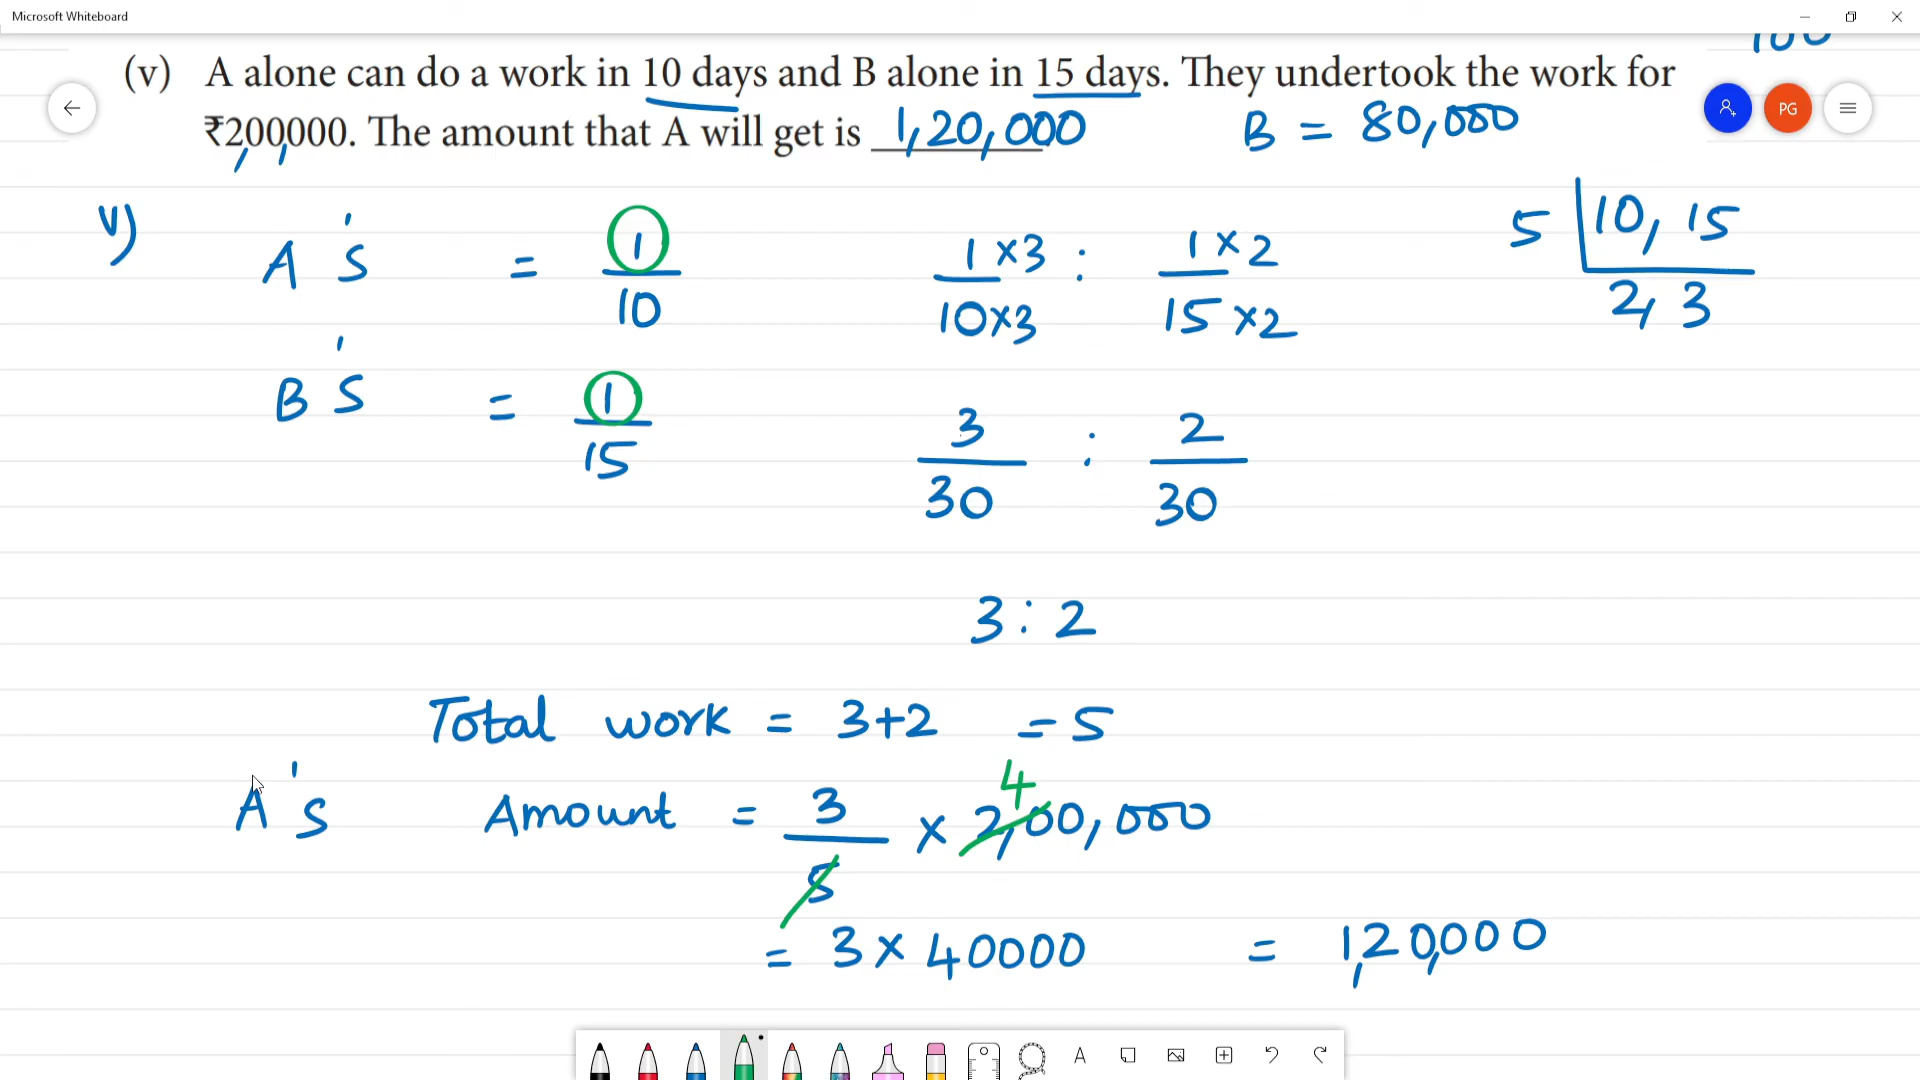 Microsoft Whiteboard
(v) A alone can do a work in 10 days and B alone in 15 days. They undertook the work for
₹200000. The amount that A will get is 1,20,000 B = 80,000
PG
v) A's = 1/10 1×3/10×3 : 1×2/15×2 5 | 10, 15
2, 3
B's = 1/15 3/30 : 2/30
3 : 2
Total work = 3+2 = 5
A's Amount = 3/5 × 2,00,000
4
= 3 × 40000 = 1,20,000